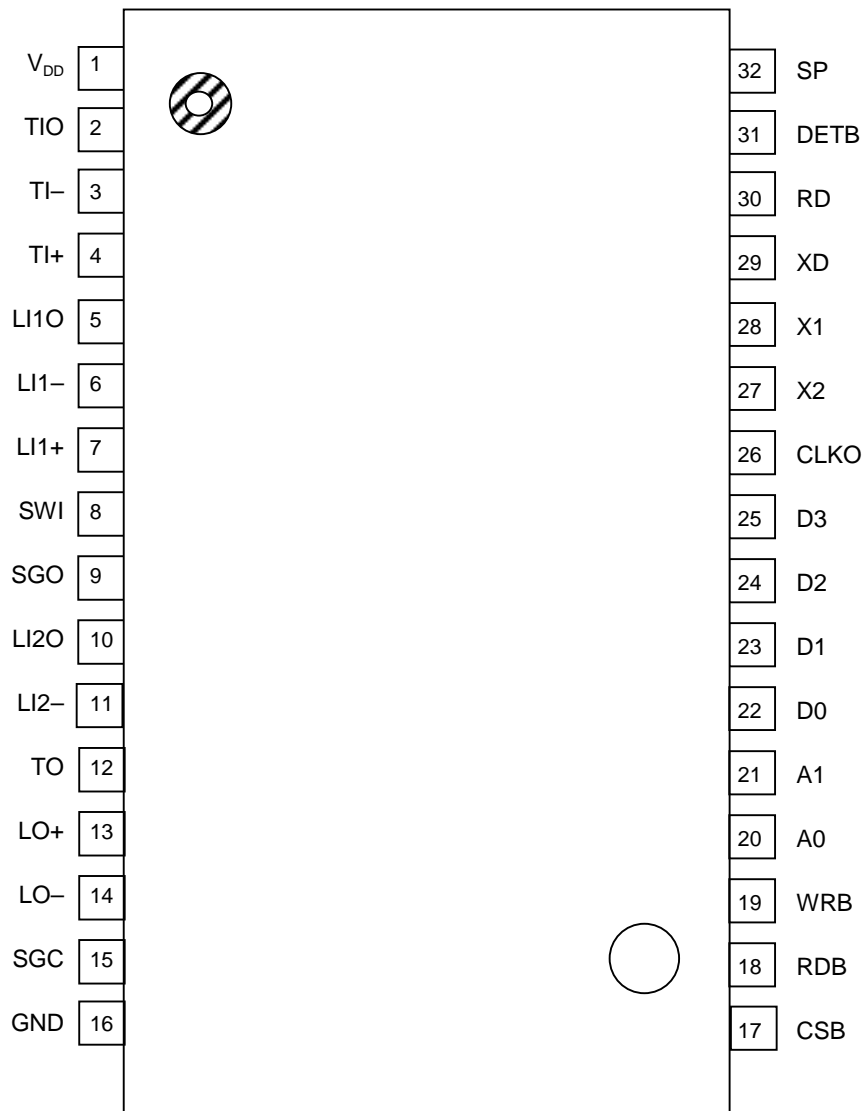 V_DD 1
TIO 2
TI– 3
TI+ 4
LI1O 5
LI1– 6
LI1+ 7
SWI 8
SGO 9
LI2O 10
LI2– 11
TO 12
LO+ 13
LO– 14
SGC 15
GND 16
32 SP
31 DETB
30 RD
29 XD
28 X1
27 X2
26 CLKO
25 D3
24 D2
23 D1
22 D0
21 A1
20 A0
19 WRB
18 RDB
17 CSB